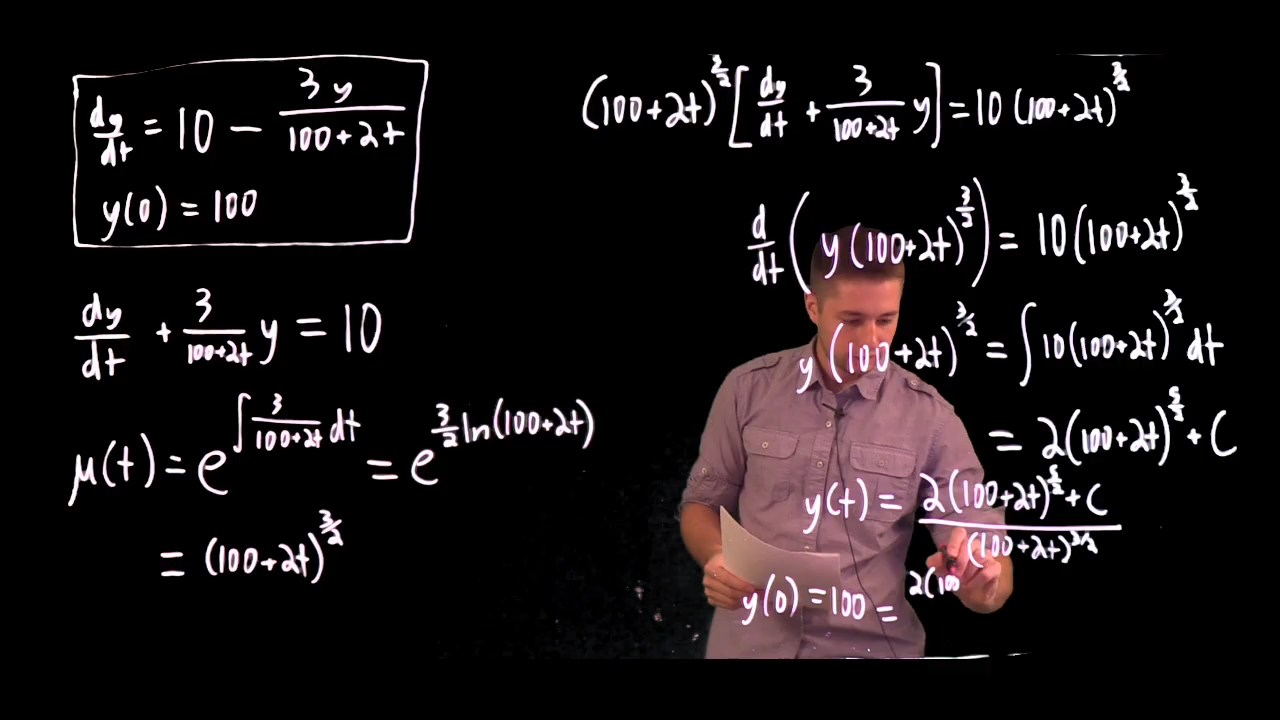 dy/dt = 10 - 3y/(100+2t)
y(0) = 100
dy/dt + 3/(100+2t) y = 10
μ(t) = e^(∫ 3/(100+2t) dt) = e^(3/2 ln(100+2t))
= (100+2t)^(3/2)
(100+2t)^(3/2) [dy/dt + 3/(100+2t) y] = 10 (100+2t)^(3/2)
d/dt (y(100+2t)^(3/2)) = 10(100+2t)^(3/2)
y(100+2t)^(3/2) = ∫ 10(100+2t)^(3/2) dt
= 2(100+2t)^(5/2) + C
y(t) = 2(100+2t)^(5/2) + C / (100+2t)^(3/2)
y(0) = 100 = 2(100